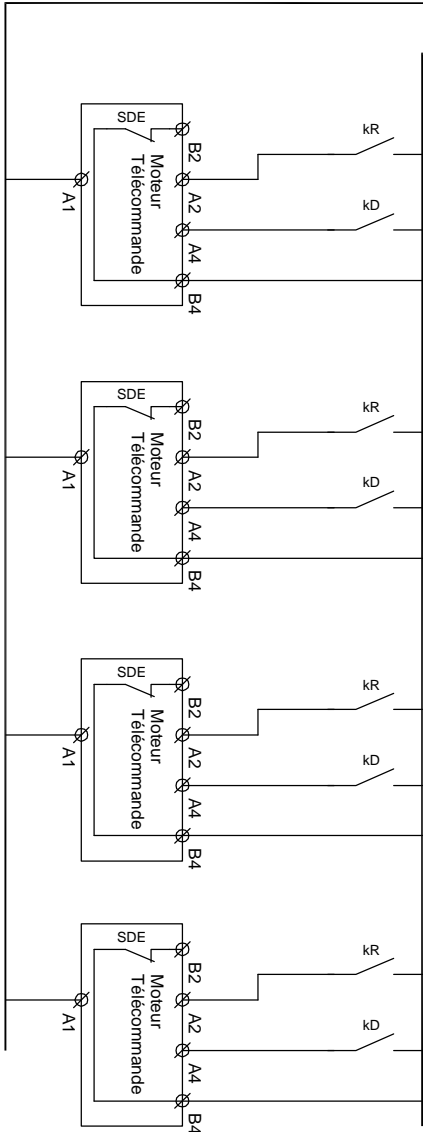 SDE
B2
Moteur
Télécommande
A2
A4
B4
A1
kR
kD
SDE
B2
Moteur
Télécommande
A2
A4
B4
A1
kR
kD
SDE
B2
Moteur
Télécommande
A2
A4
B4
A1
kR
kD
SDE
B2
Moteur
Télécommande
A2
A4
B4
A1
kR
kD